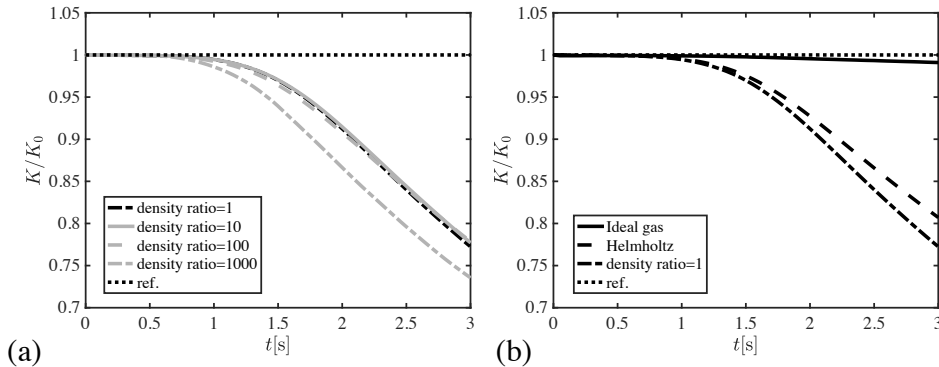 1.05
1
0.95
0.9
0.85
0.8
0.75
0.7
K/K0
density ratio=1
density ratio=10
density ratio=100
density ratio=1000
ref.
0 0.5 1 1.5 2 2.5 3
t[s]
(a)
1.05
1
0.95
0.9
0.85
0.8
0.75
0.7
K/K0
Ideal gas
Helmholtz
density ratio=1
ref.
0 0.5 1 1.5 2 2.5 3
t[s]
(b)